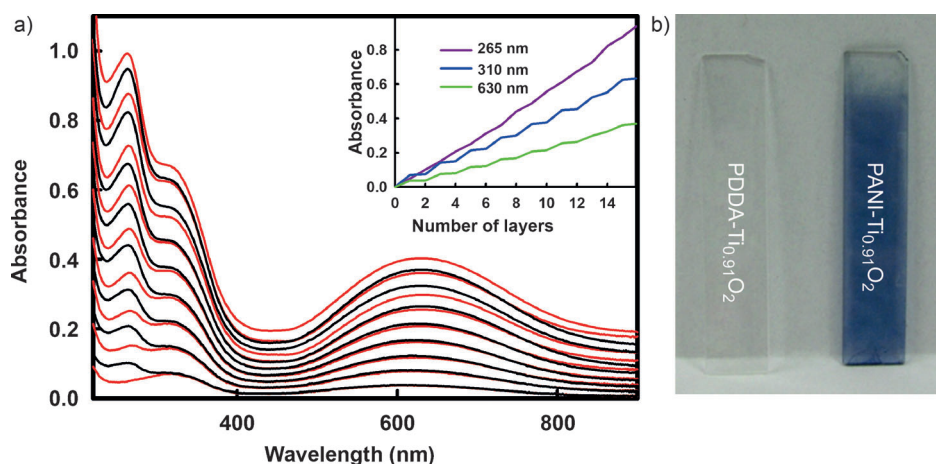 a)
Absorbance
1.0
0.8
0.6
0.4
0.2
0.0
400
600
800
Wavelength (nm)
Absorbance
0.8
0.6
0.4
0.2
0.0
0
2
4
6
8
10
12
14
Number of layers
265 nm
310 nm
630 nm
b)
PDDA-Ti₀.₉₁O₂
PANI-Ti₀.₉₁O₂